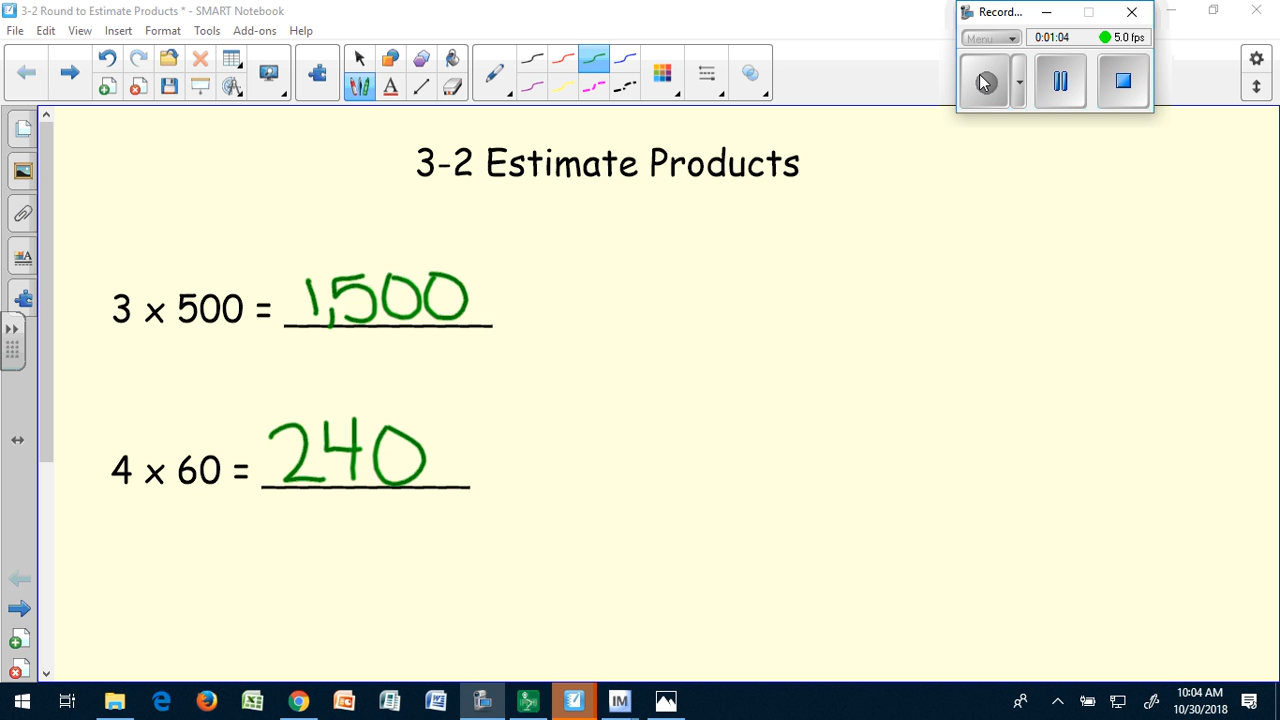 3-2 Round to Estimate Products * - SMART Notebook
File Edit View Insert Format Tools Add-ons Help
Record...
Menu 0:01:04 5.0 fps
3-2 Estimate Products
3 x 500 = 1,500
4 x 60 = 240
IM
10:04 AM
10/30/2018